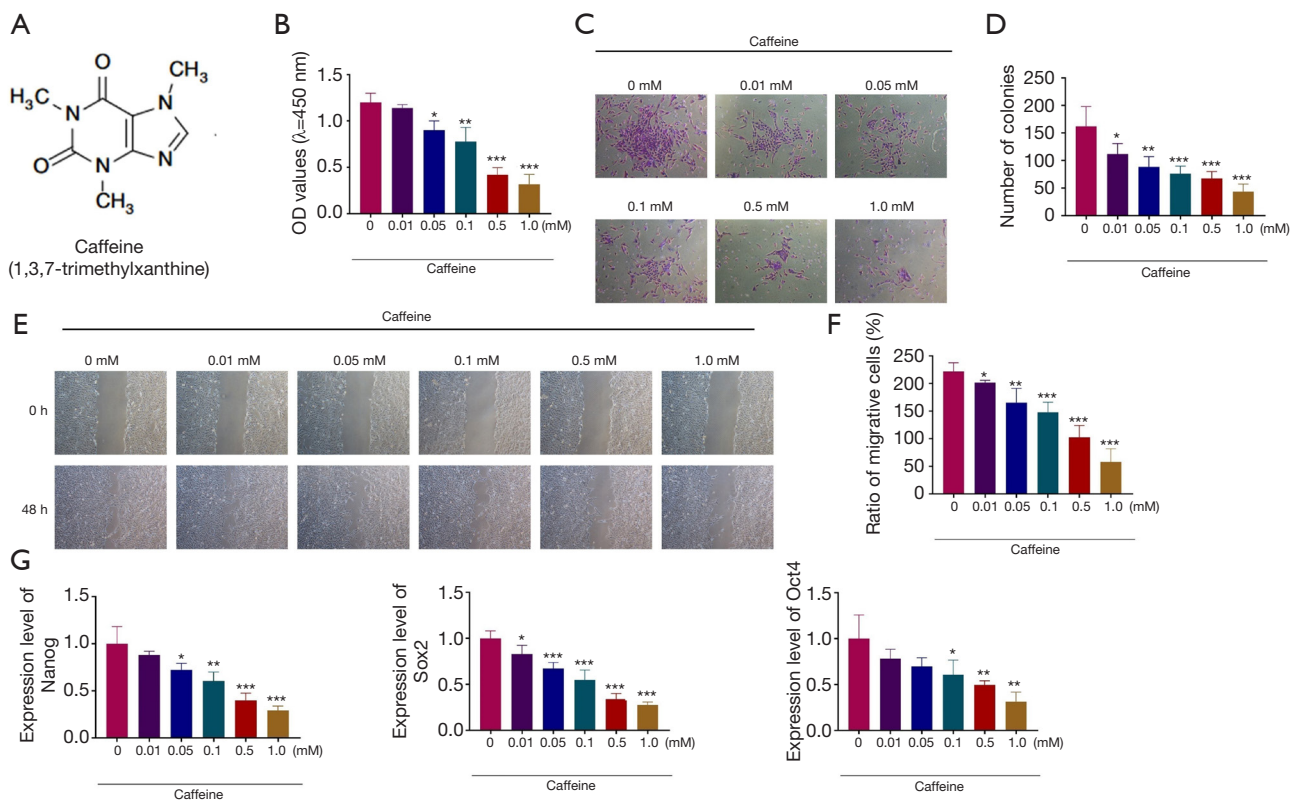 A
O
CH3
H3C
N
N
O
N
N
CH3
Caffeine
(1,3,7-trimethylxanthine)
B
OD values (λ=450 nm)
1.5
1.0
0.5
0.0
* ** *** ***
0 0.01 0.05 0.1 0.5 1.0 (mM)
Caffeine
C
Caffeine
0 mM 0.01 mM 0.05 mM
0.1 mM 0.5 mM 1.0 mM
D
Number of colonies
250
200
150
100
50
0
* ** *** *** ***
0 0.01 0.05 0.1 0.5 1.0 (mM)
Caffeine
E
Caffeine
0 mM 0.01 mM 0.05 mM 0.1 mM 0.5 mM 1.0 mM
0 h
48 h
F
Ratio of migrative cells (%)
250
200
150
100
50
0
* ** *** *** ***
0 0.01 0.05 0.1 0.5 1.0 (mM)
Caffeine
G
Expression level of
Nanog
1.5
1.0
0.5
0.0
* ** *** ***
0 0.01 0.05 0.1 0.5 1.0 (mM)
Caffeine
Expression level of
Sox2
1.5
1.0
0.5
0.0
* *** *** *** ***
0 0.01 0.05 0.1 0.5 1.0 (mM)
Caffeine
Expression level of Oct4
1.5
1.0
0.5
0.0
* ** **
0 0.01 0.05 0.1 0.5 1.0 (mM)
Caffeine